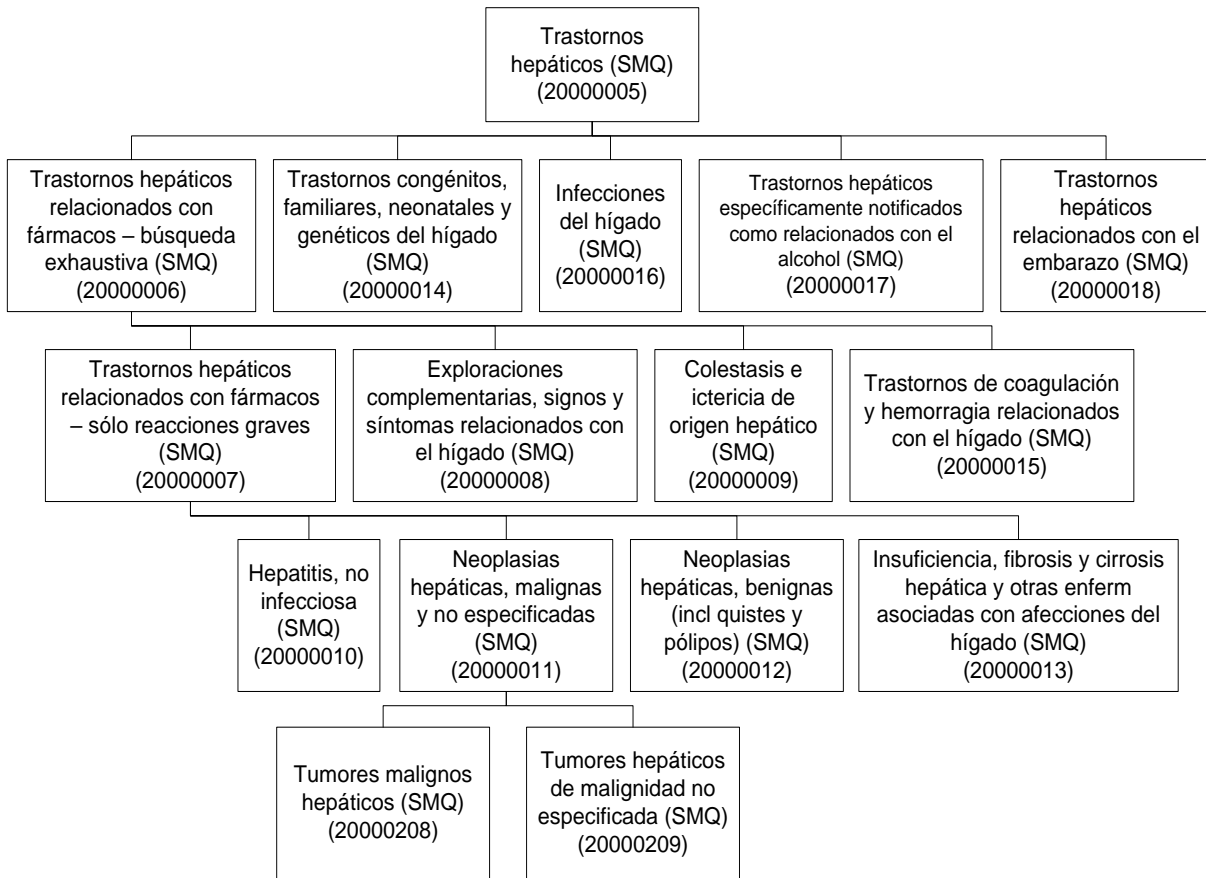 Trastornos
hepáticos (SMQ)
(20000005)
Trastornos hepáticos
relacionados con
fármacos – búsqueda
exhaustiva (SMQ)
(20000006)
Trastornos congénitos,
familiares, neonatales y
genéticos del hígado
(SMQ)
(20000014)
Infecciones
del hígado
(SMQ)
(20000016)
Trastornos hepáticos
específicamente notificados
como relacionados con el
alcohol (SMQ)
(20000017)
Trastornos
hepáticos
relacionados con el
embarazo (SMQ)
(20000018)
Trastornos hepáticos
relacionados con fármacos
– sólo reacciones graves
(SMQ)
(20000007)
Exploraciones
complementarias, signos y
síntomas relacionados con
el hígado (SMQ)
(20000008)
Colestasis e
ictericia de
origen hepático
(SMQ)
(20000009)
Trastornos de coagulación
y hemorragia relacionados
con el hígado (SMQ)
(20000015)
Hepatitis, no
infecciosa
(SMQ)
(20000010)
Neoplasias
hepáticas, malignas
y no especificadas
(SMQ)
(20000011)
Neoplasias
hepáticas, benignas
(incl quistes y
pólipos) (SMQ)
(20000012)
Insuficiencia, fibrosis y cirrosis
hepática y otras enferm
asociadas con afecciones del
hígado (SMQ)
(20000013)
Tumores malignos
hepáticos (SMQ)
(20000208)
Tumores hepáticos
de malignidad no
especificada (SMQ)
(20000209)